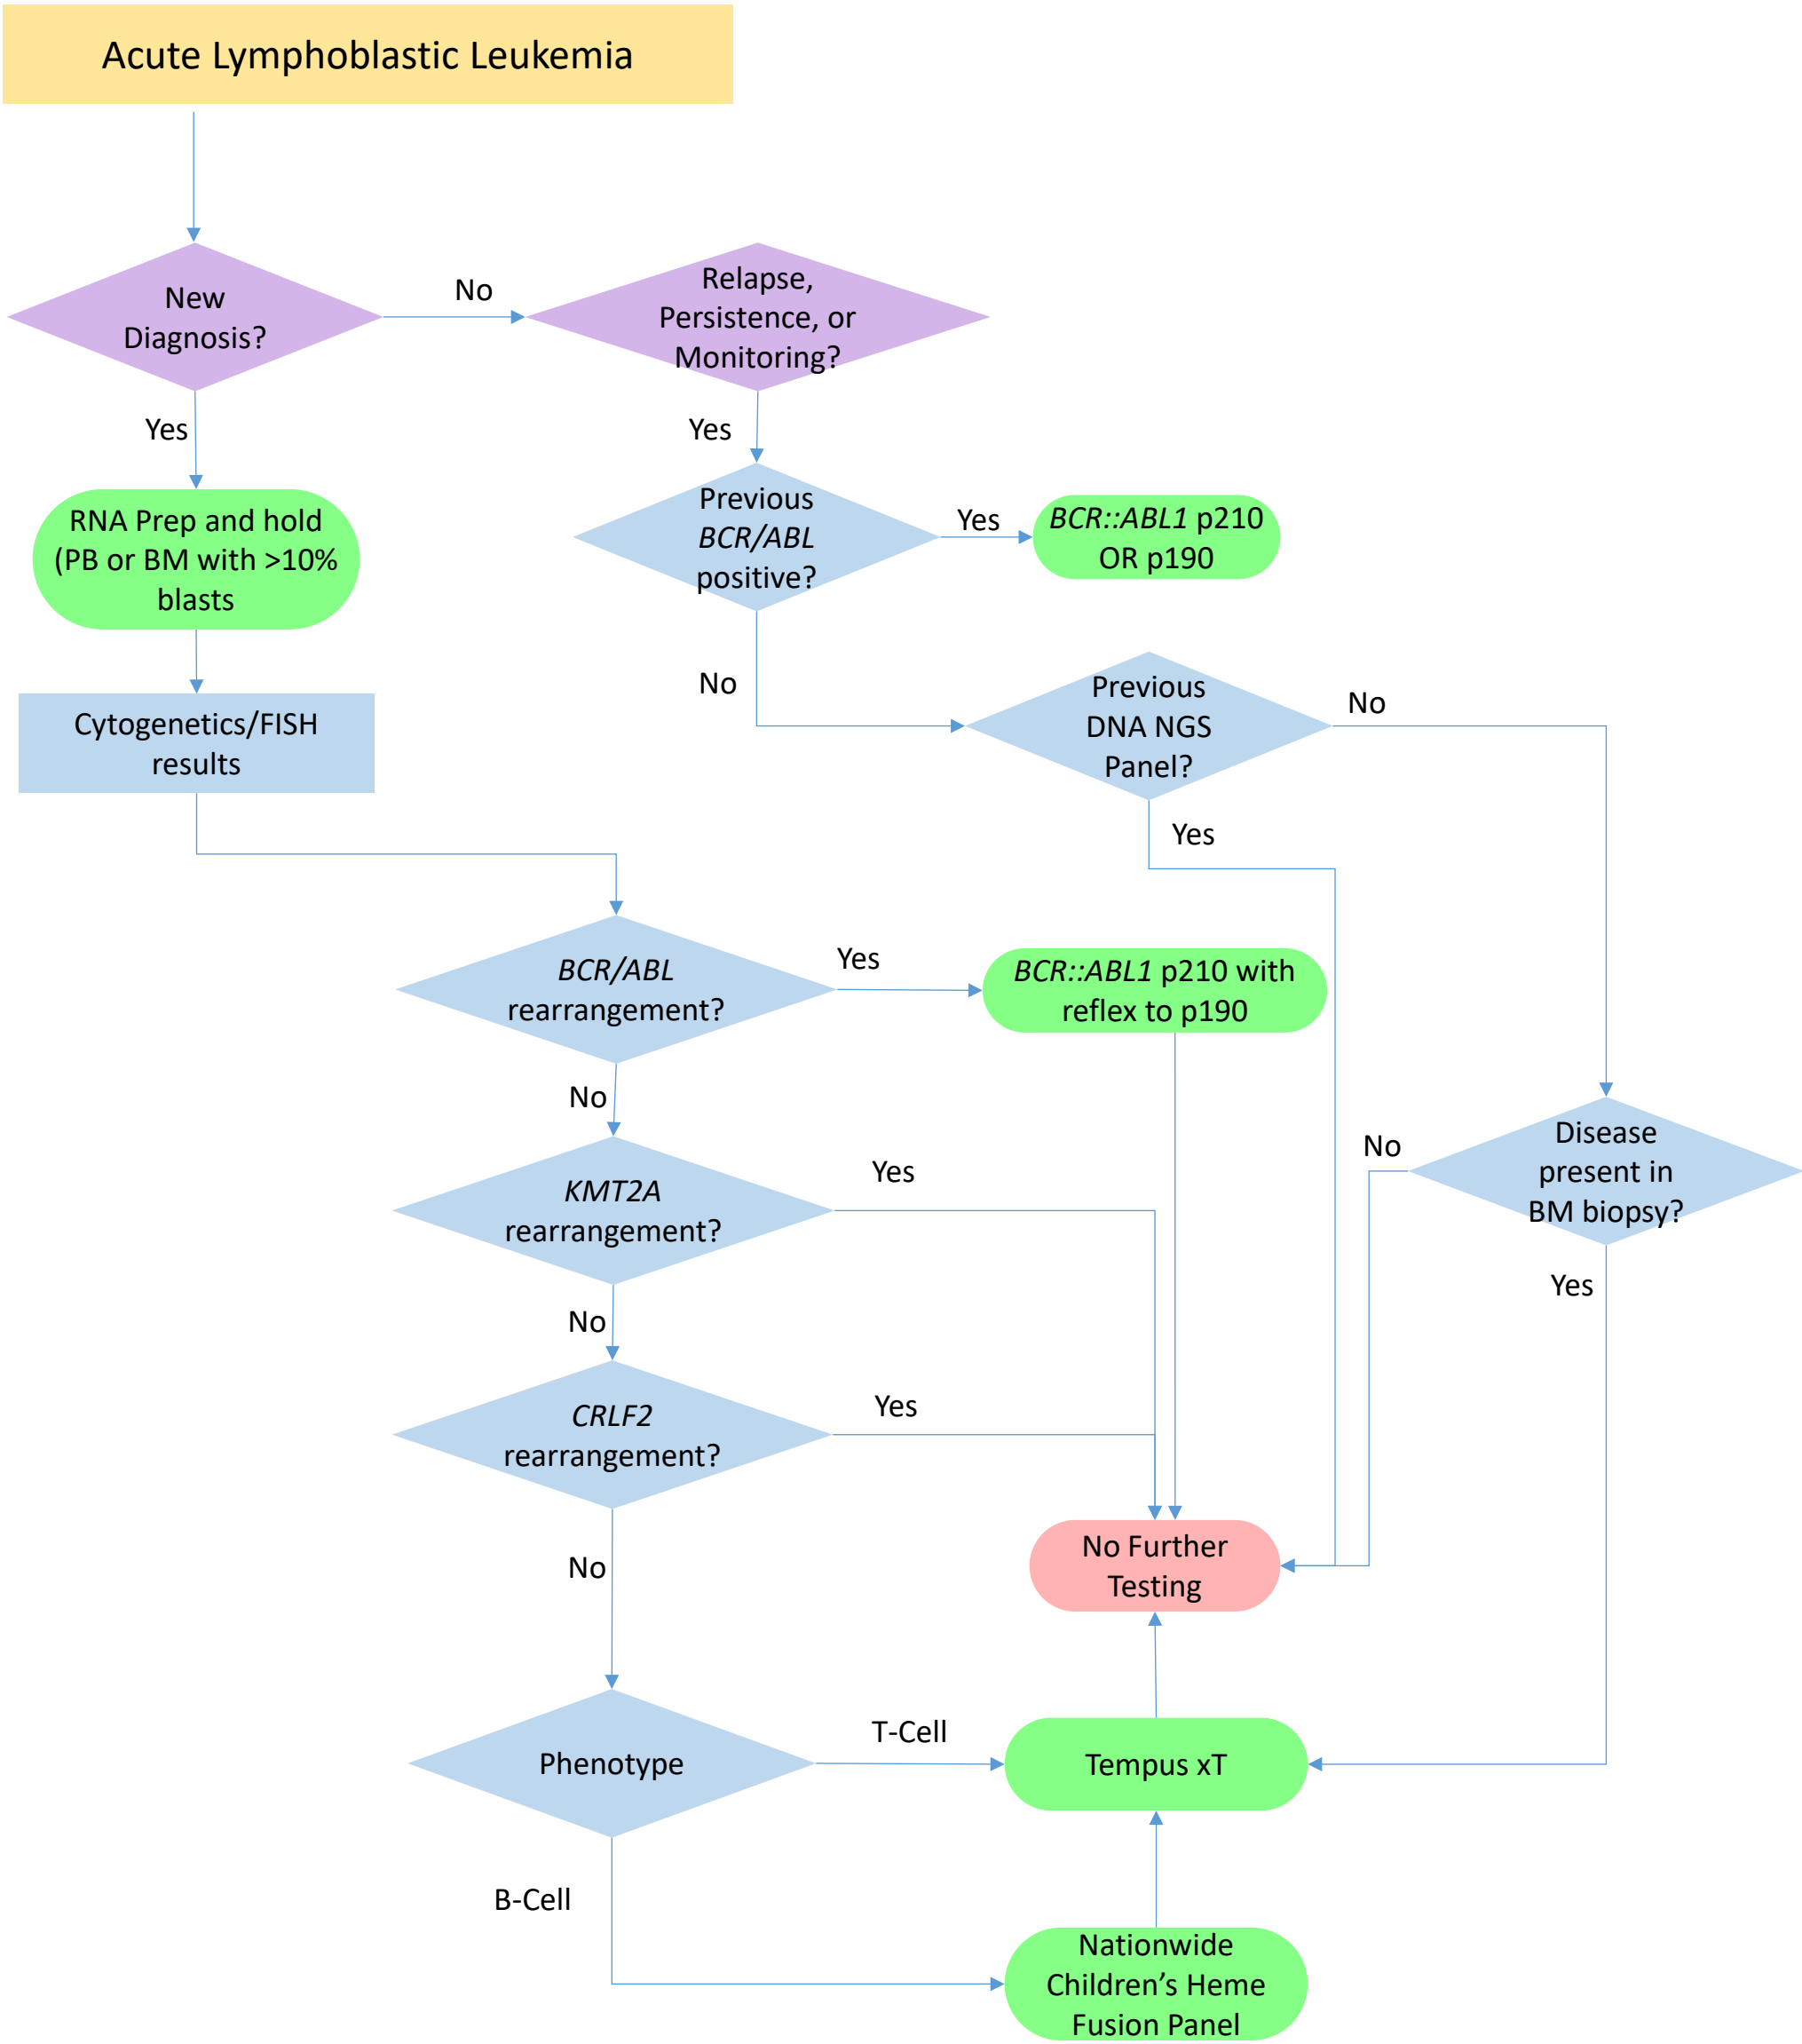 Acute Lymphoblastic Leukemia
New
Diagnosis?
No
Relapse,
Persistence, or
Monitoring?
Yes
Yes
RNA Prep and hold
(PB or BM with >10%
blasts
Previous
BCR/ABL
positive?
Yes
BCR::ABL1 p210
OR p190
No
Cytogenetics/FISH
results
Previous
DNA NGS
Panel?
No
Yes
BCR/ABL
rearrangement?
Yes
BCR::ABL1 p210 with
reflex to p190
No
KMT2A
rearrangement?
Yes
No
Disease
present in
BM biopsy?
Yes
No
CRLF2
rearrangement?
Yes
No
No Further
Testing
Phenotype
T-Cell
Tempus xT
B-Cell
Nationwide
Children's Heme
Fusion Panel